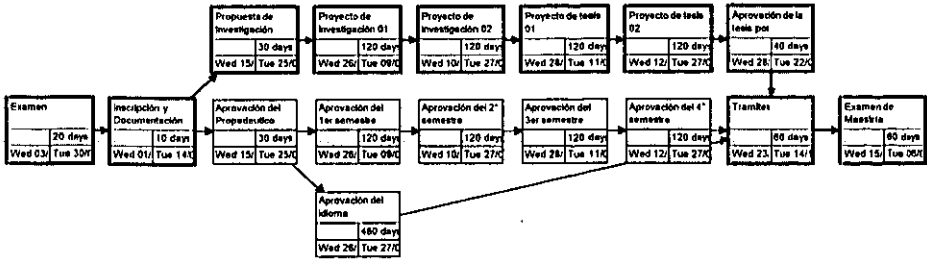 Propuesta de
Investigación
30 days
Wed 15/ Tue 25/0
Proyecto de
Investigación 01
120 days
Wed 26/ Tue 09/0
Proyecto de
Investigación 02
120 days
Wed 10/ Tue 27/0
Proyecto de tesis
01
120 days
Wed 28/ Tue 11/0
Proyecto de tesis
02
120 days
Wed 12/ Tue 27/0
Aprovación de la
tesis por
40 days
Wed 28/ Tue 22/0
Examen
20 days
Wed 03/ Tue 30/0
Inscripción y
Documentación
10 days
Wed 01/ Tue 14/0
Aprovación del
Propedeutico
30 days
Wed 15/ Tue 25/0
Aprovación del
1er semestre
120 days
Wed 26/ Tue 09/0
Aprovación del 2°
semestre
120 days
Wed 10/ Tue 27/0
Aprovación del
3er semestre
120 days
Wed 28/ Tue 11/0
Aprovación del 4°
semestre
120 days
Wed 12/ Tue 27/0
Tramites
60 days
Wed 23. Tue 14/1
Examen de
Maestria
60 days
Wed 15/ Tue 06/0
Aprovación del
idioma
480 days
Wed 26/ Tue 27/0